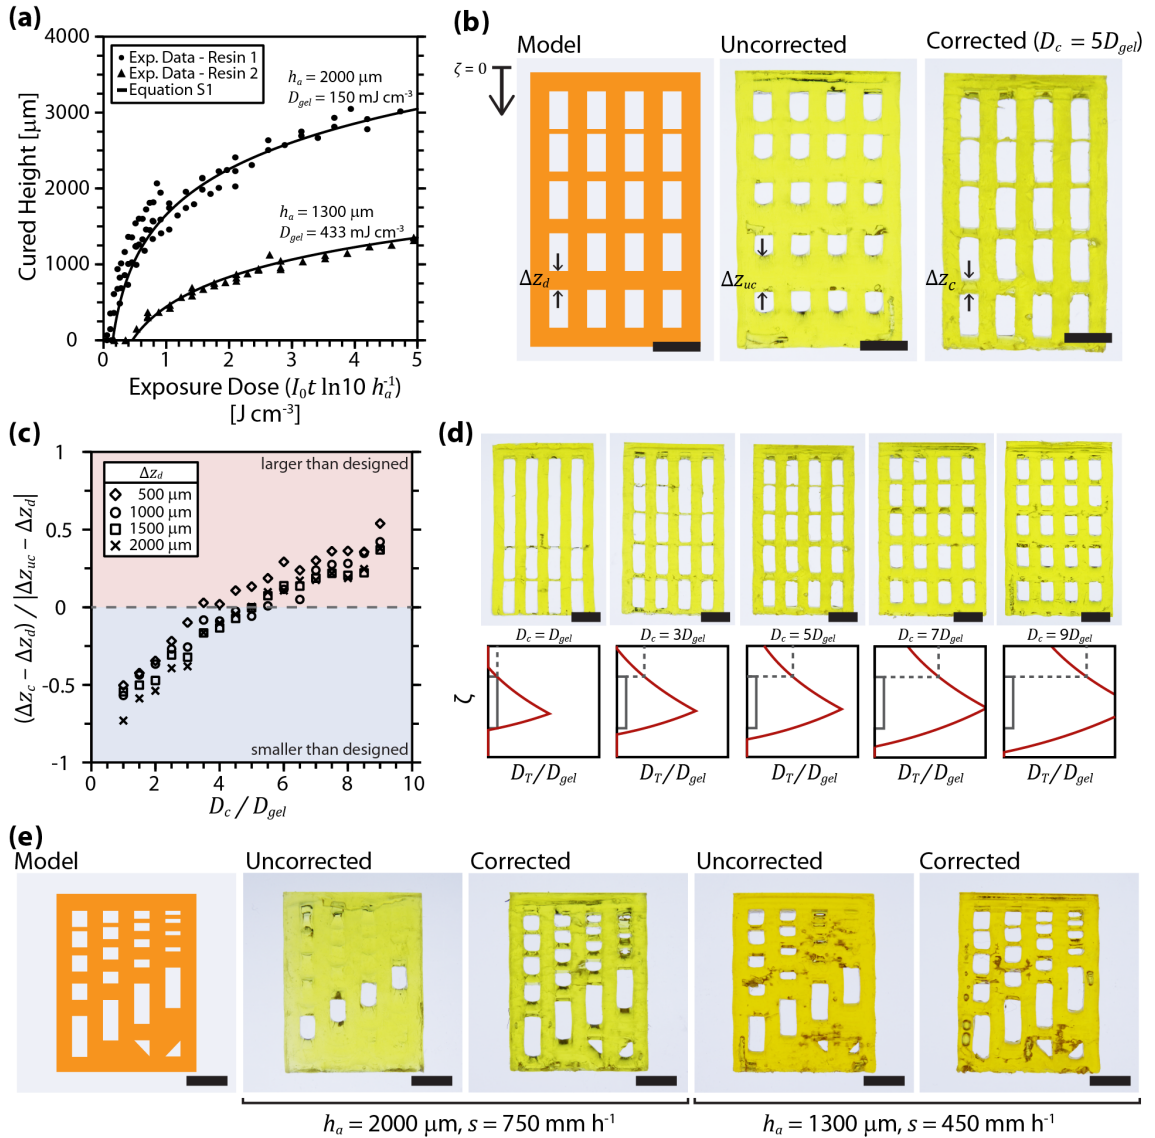 (a)
4000
3000
2000
1000
0
Cured Height [µm]
Exp. Data - Resin 1
Exp. Data - Resin 2
Equation S1
hₐ = 2000 µm
D_gel = 150 mJ cm⁻³
hₐ = 1300 µm
D_gel = 433 mJ cm⁻³
0 1 2 3 4 5
Exposure Dose (I₀t ln10 hₐ⁻¹)
[J cm⁻³]
(b)
Model
Uncorrected
Corrected (D_c = 5D_gel)
ζ = 0
Δz_d
Δz_uc
Δz_c
(c)
1
0.5
0
-0.5
-1
(Δz_c − Δz_d) / |Δz_uc − Δz_d|
larger than designed
Δz_d
500 µm
1000 µm
1500 µm
2000 µm
smaller than designed
0 2 4 6 8 10
D_c / D_gel
(d)
D_c = D_gel
D_c = 3D_gel
D_c = 5D_gel
D_c = 7D_gel
D_c = 9D_gel
ζ
D_T/D_gel
D_T/D_gel
D_T/D_gel
D_T/D_gel
D_T/D_gel
(e)
Model
Uncorrected
Corrected
Uncorrected
Corrected
hₐ = 2000 µm, s = 750 mm h⁻¹
hₐ = 1300 µm, s = 450 mm h⁻¹